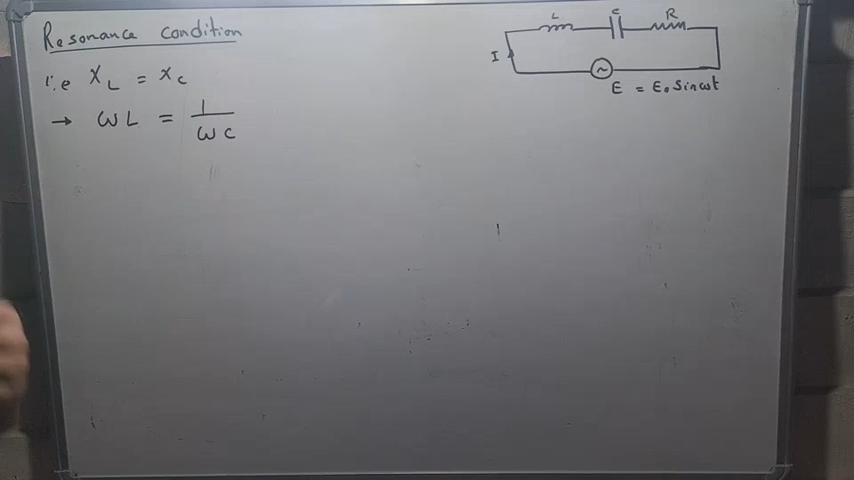 Resonance condition
i.e X_L = X_C
→ ωL = 1/ωC
L C R
I
~
E = E₀ Sinωt